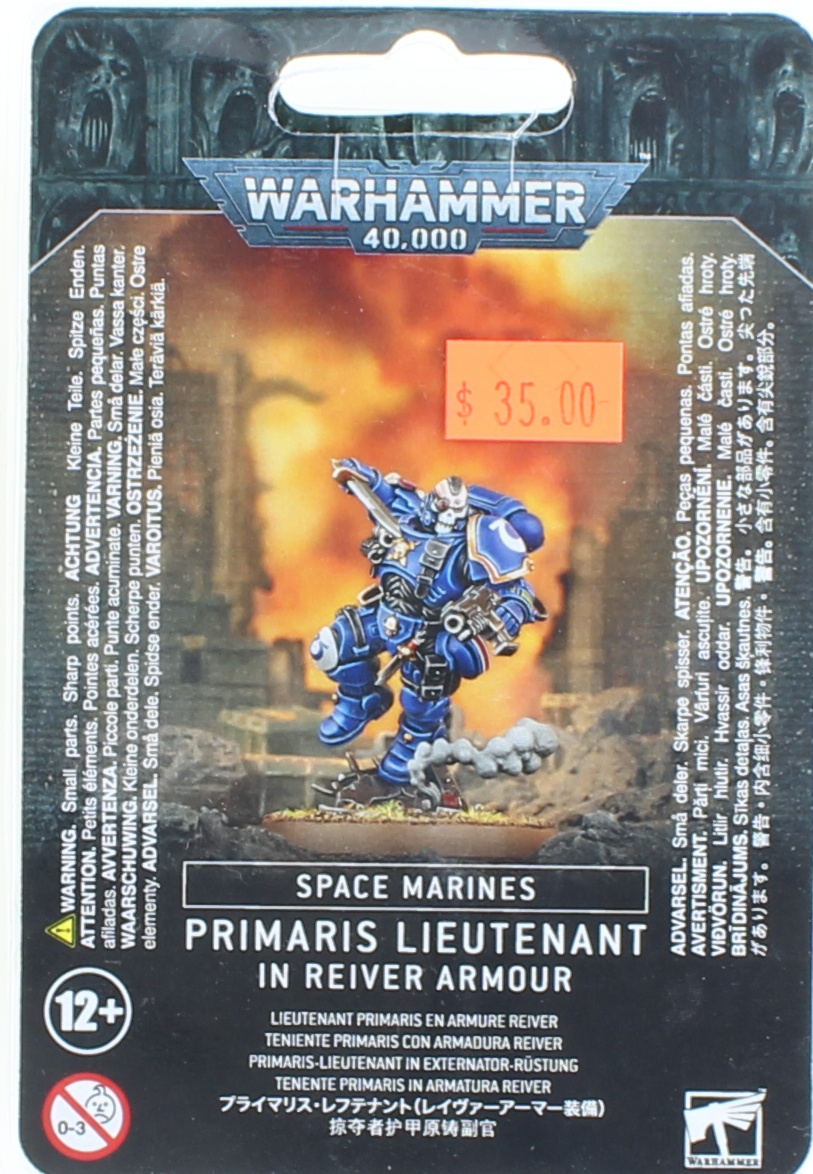 WARHAMMER
40,000
$ 35.00
⚠WARNING. Small parts. Sharp points. ACHTUNG Kleine Teile. Spitze Enden.
ATTENTION. Petits éléments. Pointes acérées. ADVERTENCIA. Partes pequeñas. Puntas
afiladas. AVVERTENZA. Piccole parti. Punte acuminate. VARNING. Små delar. Vassa kanter.
WAARSCHUWING. Kleine onderdelen. Scherpe punten. OSTRZEŻENIE. Małe części. Ostre
elementy. ADVARSEL. Små dele. Spidse ender. VAROITUS. Pieniä osia. Teräviä kärkiä.
ADVARSEL. Små deler. Skarpe spisser. ATENÇÃO. Peças pequenas. Pontas afiadas.
AVERTISMENT. Părți mici. Vârfuri ascuțite. UPOZORNĚNÍ. Malé části. Ostré hroty.
VIÐVÖRUN. Litlir hlutir. Hvassir oddar. UPOZORNENIE. Malé časti. Ostré hroty.
BRĪDINĀJUMS. Sīkas detaļas. Asas šķautnes. 警告。小さな部品があります。尖った先端
があります。警告・内含细小零件・鋒利物件・警告。含有小零件。含有尖銳部分。
SPACE MARINES
PRIMARIS LIEUTENANT
IN REIVER ARMOUR
12+
LIEUTENANT PRIMARIS EN ARMURE REIVER
TENIENTE PRIMARIS CON ARMADURA REIVER
PRIMARIS-LIEUTENANT IN EXTERNATOR-RÜSTUNG
TENENTE PRIMARIS IN ARMATURA REIVER
プライマリス・レフテナント(レイヴァーアーマー装備)
掠夺者护甲原铸副官
0-3
WARHAMMER